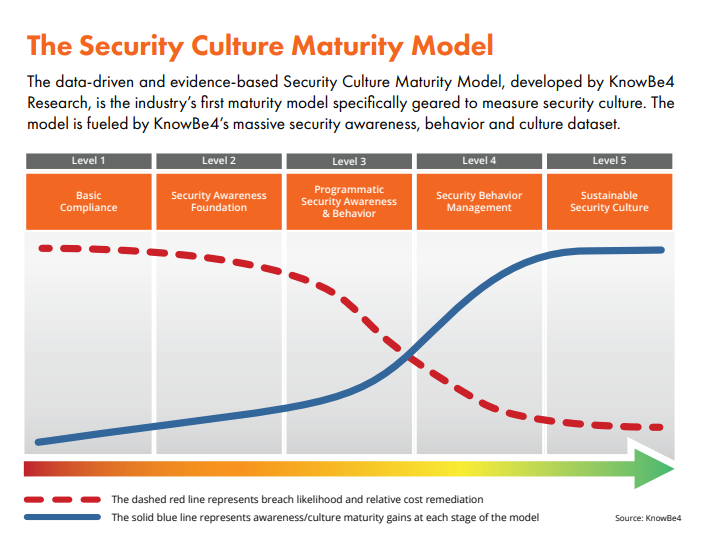 The Security Culture Maturity Model
The data-driven and evidence-based Security Culture Maturity Model, developed by KnowBe4
Research, is the industry's first maturity model specifically geared to measure security culture. The
model is fueled by KnowBe4's massive security awareness, behavior and culture dataset.
Level 1
Level 2
Level 3
Level 4
Level 5
Basic
Compliance
Security Awareness
Foundation
Programmatic
Security Awareness
& Behavior
Security Behavior
Management
Sustainable
Security Culture
The dashed red line represents breach likelihood and relative cost remediation
The solid blue line represents awareness/culture maturity gains at each stage of the model
Source: KnowBe4